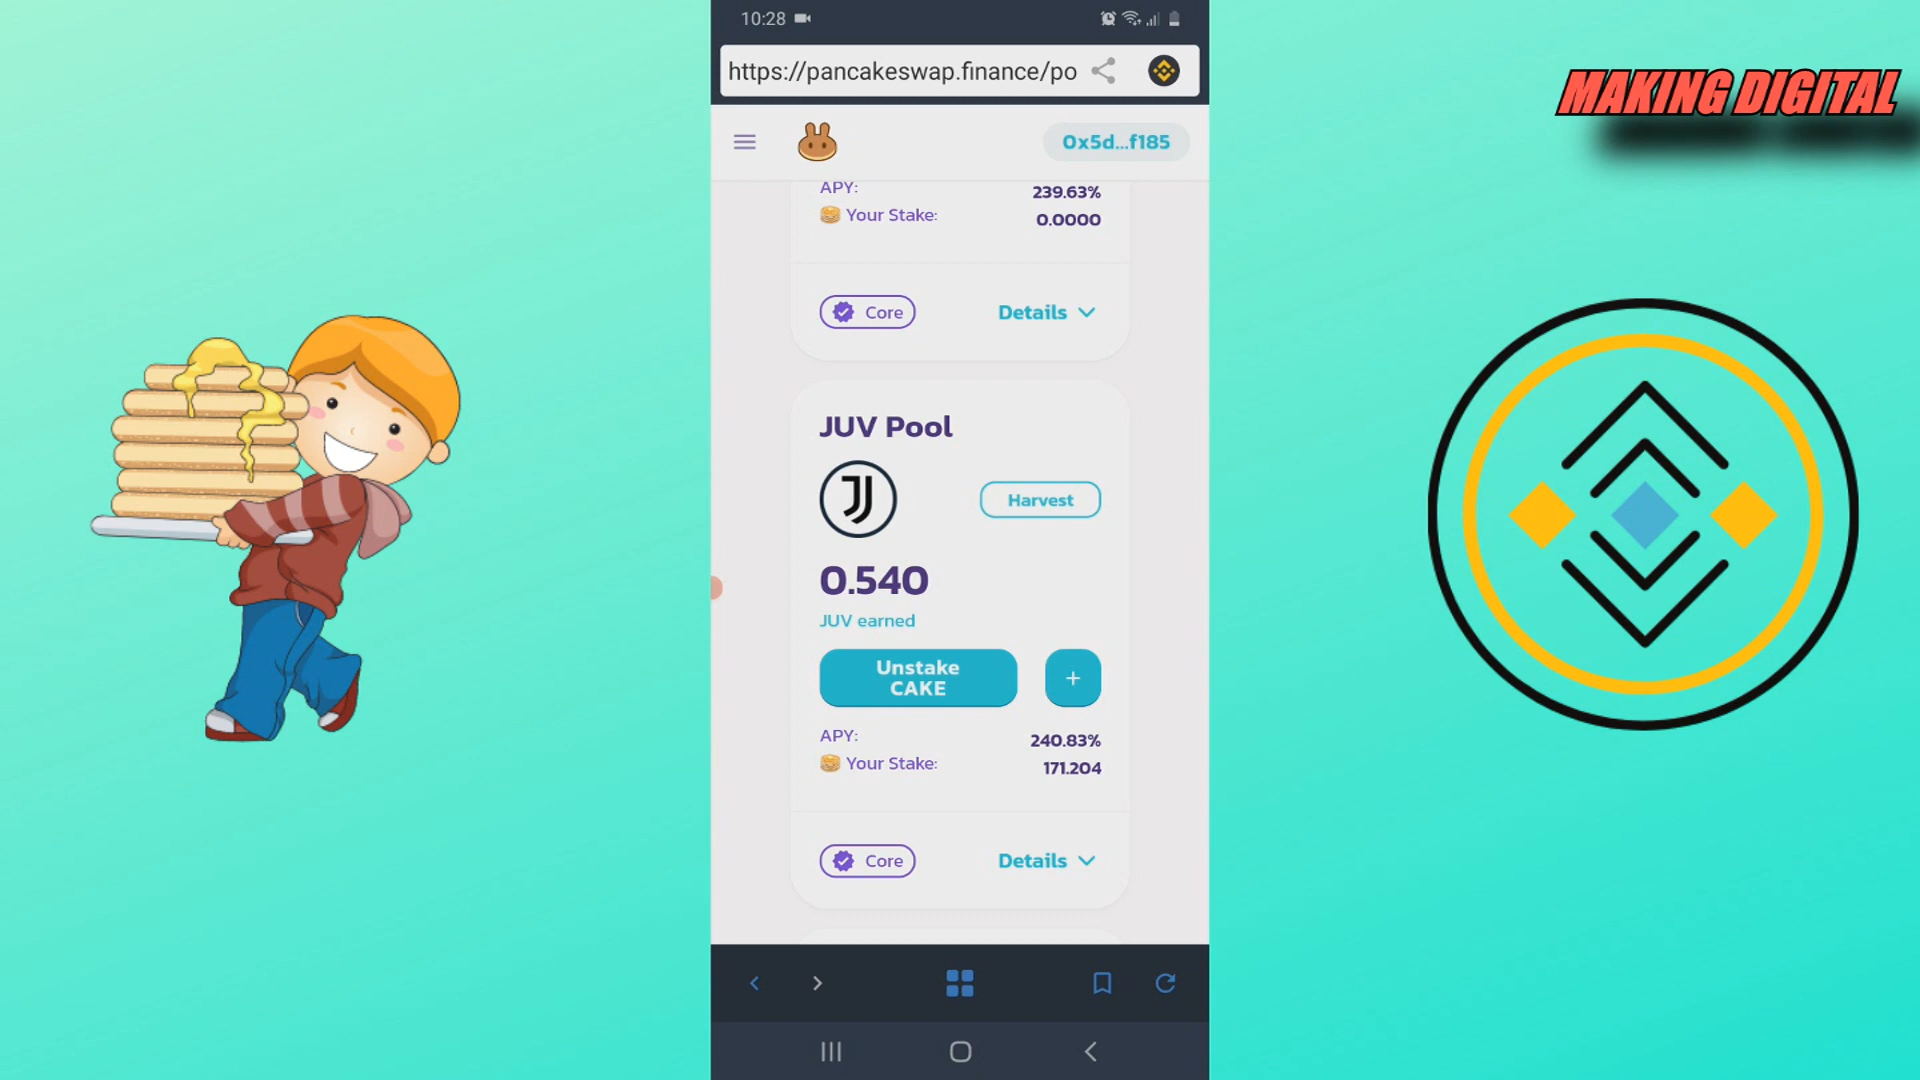 10:28
https://pancakeswap.finance/po
MAKING DIGITAL
0x5d...f185
APY: 239.63%
Your Stake: 0.0000
Core Details
JUV Pool
Harvest
0.540
JUV earned
Unstake
CAKE
+
APY: 240.83%
Your Stake: 171.204
Core Details